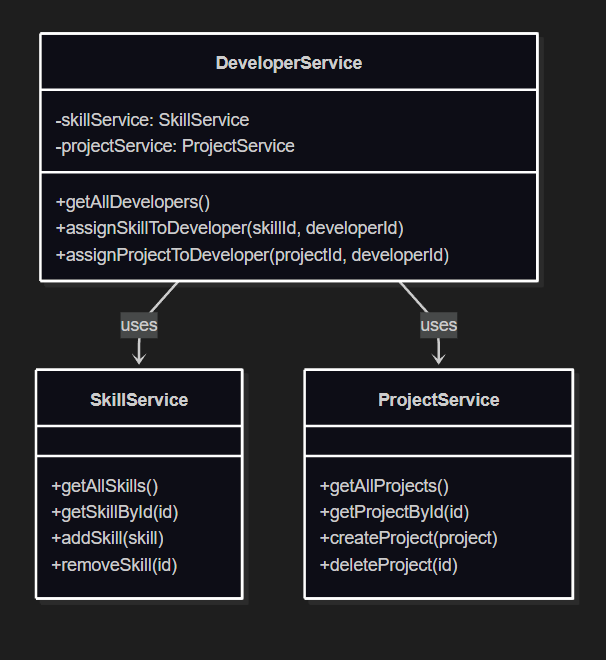 DeveloperService
-skillService: SkillService
-projectService: ProjectService
+getAllDevelopers()
+assignSkillToDeveloper(skillId, developerId)
+assignProjectToDeveloper(projectId, developerId)
uses
uses
SkillService
+getAllSkills()
+getSkillById(id)
+addSkill(skill)
+removeSkill(id)
ProjectService
+getAllProjects()
+getProjectById(id)
+createProject(project)
+deleteProject(id)